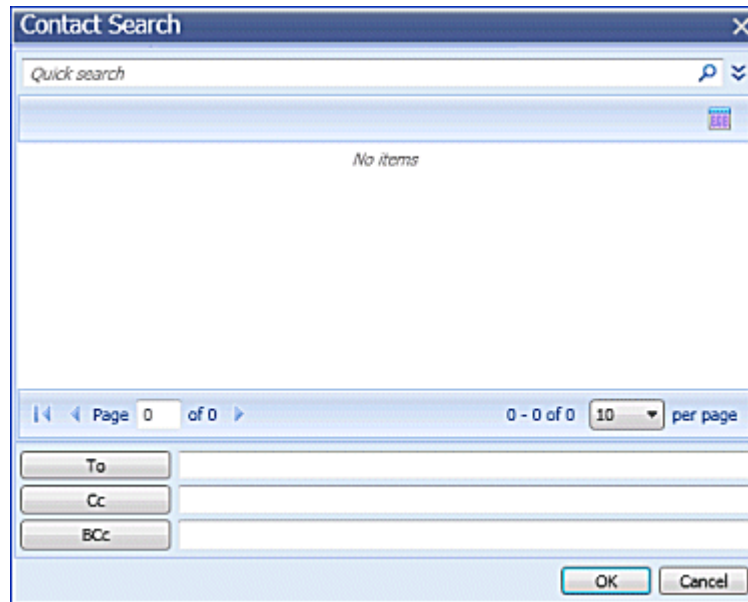 Contact Search
Quick search
No items
Page 0 of 0 0 - 0 of 0 10 per page
To
Cc
BCc
OK Cancel